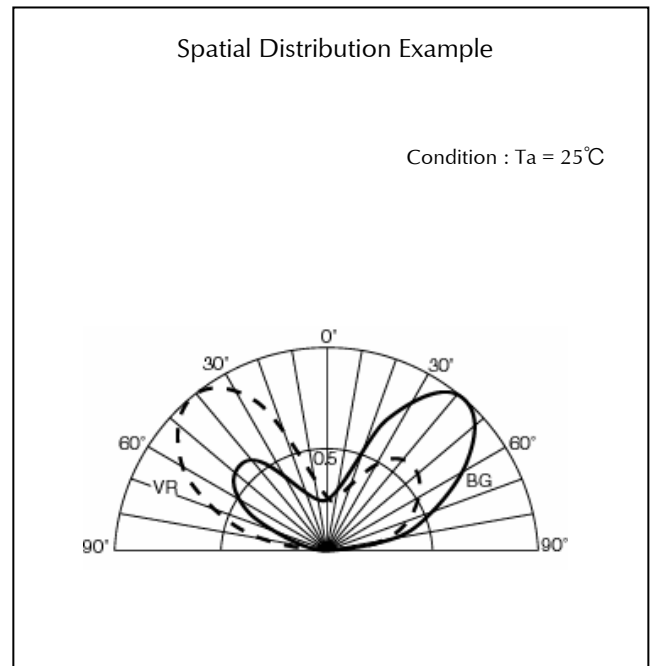 Spatial Distribution Example
Condition : Ta = 25℃
0°
30°
30°
60°
60°
0.5
VR
BG
90°
90°